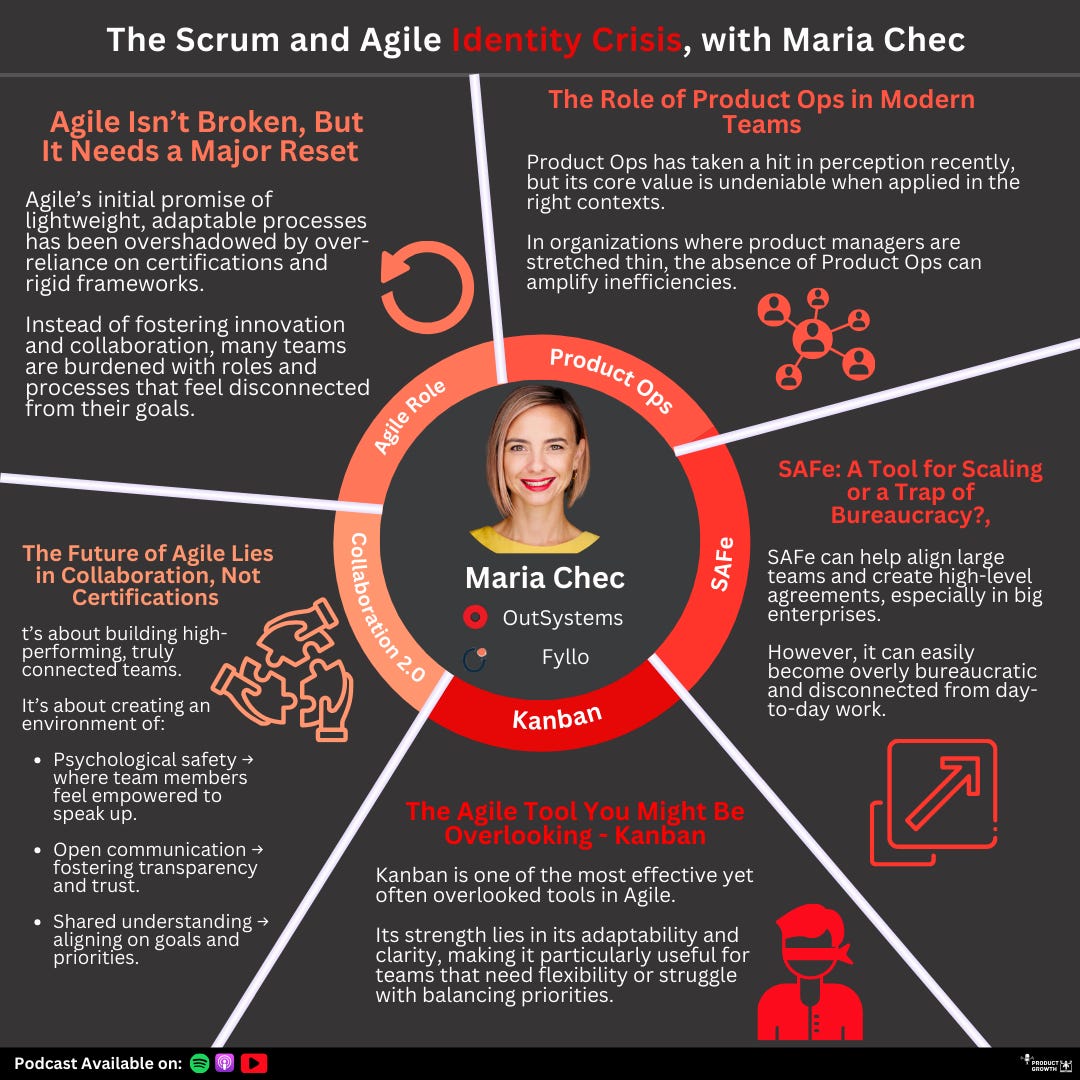 The Scrum and Agile Identity Crisis, with Maria Chec
Agile Isn’t Broken, But
It Needs a Major Reset
Agile’s initial promise of
lightweight, adaptable processes
has been overshadowed by over-
reliance on certifications and
rigid frameworks.
Instead of fostering innovation
and collaboration, many teams
are burdened with roles and
processes that feel disconnected
from their goals.
The Role of Product Ops in Modern
Teams
Product Ops has taken a hit in perception recently,
but its core value is undeniable when applied in the
right contexts.
In organizations where product managers are
stretched thin, the absence of Product Ops can
amplify inefficiencies.
Agile Role
Product Ops
SAFe
Kanban
Collaboration 2.0
Maria Chec
OutSystems
Fyllo
SAFe: A Tool for Scaling
or a Trap of
Bureaucracy?,
SAFe can help align large
teams and create high-level
agreements, especially in big
enterprises.
However, it can easily
become overly bureaucratic
and disconnected from day-
to-day work.
The Future of Agile Lies
in Collaboration, Not
Certifications
t’s about building high-
performing, truly
connected teams.
It’s about creating an
environment of:
• Psychological safety →
where team members
feel empowered to
speak up.
• Open communication →
fostering transparency
and trust.
• Shared understanding →
aligning on goals and
priorities.
The Agile Tool You Might Be
Overlooking - Kanban
Kanban is one of the most effective yet
often overlooked tools in Agile.
Its strength lies in its adaptability and
clarity, making it particularly useful for
teams that need flexibility or struggle
with balancing priorities.
Podcast Available on:
PRODUCT
GROWTH